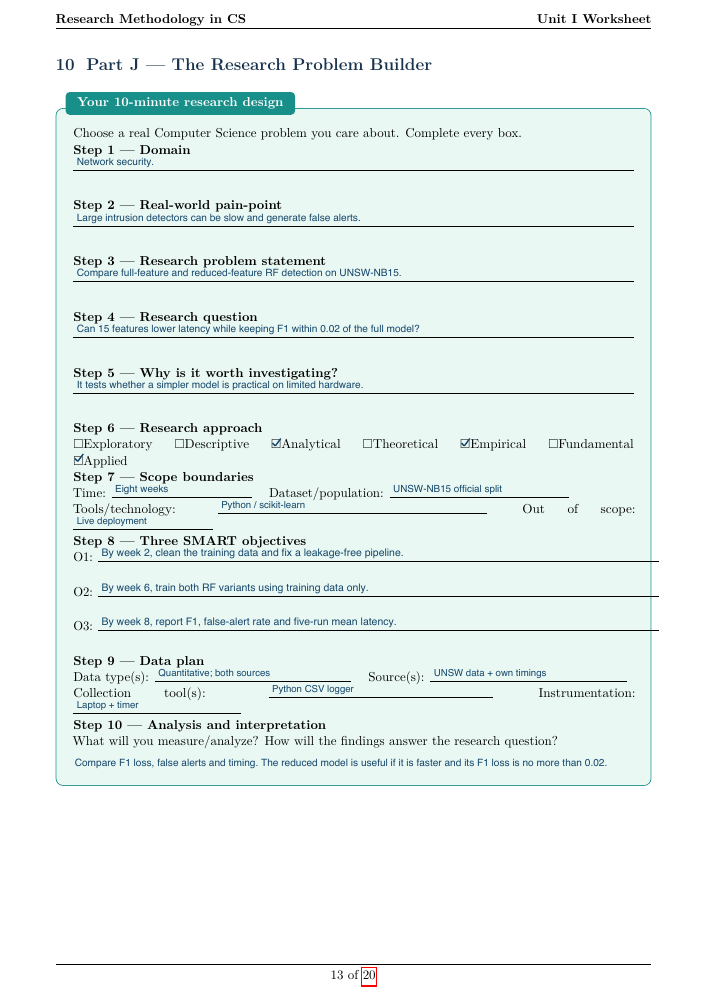 Research Methodology in CS Unit I Worksheet
10 Part J — The Research Problem Builder
Your 10-minute research design
Choose a real Computer Science problem you care about. Complete every box.
Step 1 — Domain
Network security.
Step 2 — Real-world pain-point
Large intrusion detectors can be slow and generate false alerts.
Step 3 — Research problem statement
Compare full-feature and reduced-feature RF detection on UNSW-NB15.
Step 4 — Research question
Can 15 features lower latency while keeping F1 within 0.02 of the full model?
Step 5 — Why is it worth investigating?
It tests whether a simpler model is practical on limited hardware.
Step 6 — Research approach
☐Exploratory ☐Descriptive ☑Analytical ☐Theoretical ☑Empirical ☐Fundamental
☑Applied
Step 7 — Scope boundaries
Time: Eight weeks Dataset/population: UNSW-NB15 official split
Tools/technology: Python / scikit-learn Out of scope:
Live deployment
Step 8 — Three SMART objectives
O1: By week 2, clean the training data and fix a leakage-free pipeline.
O2: By week 6, train both RF variants using training data only.
O3: By week 8, report F1, false-alert rate and five-run mean latency.
Step 9 — Data plan
Data type(s): Quantitative; both sources Source(s): UNSW data + own timings
Collection tool(s): Python CSV logger Instrumentation:
Laptop + timer
Step 10 — Analysis and interpretation
What will you measure/analyze? How will the findings answer the research question?
Compare F1 loss, false alerts and timing. The reduced model is useful if it is faster and its F1 loss is no more than 0.02.
13 of 20